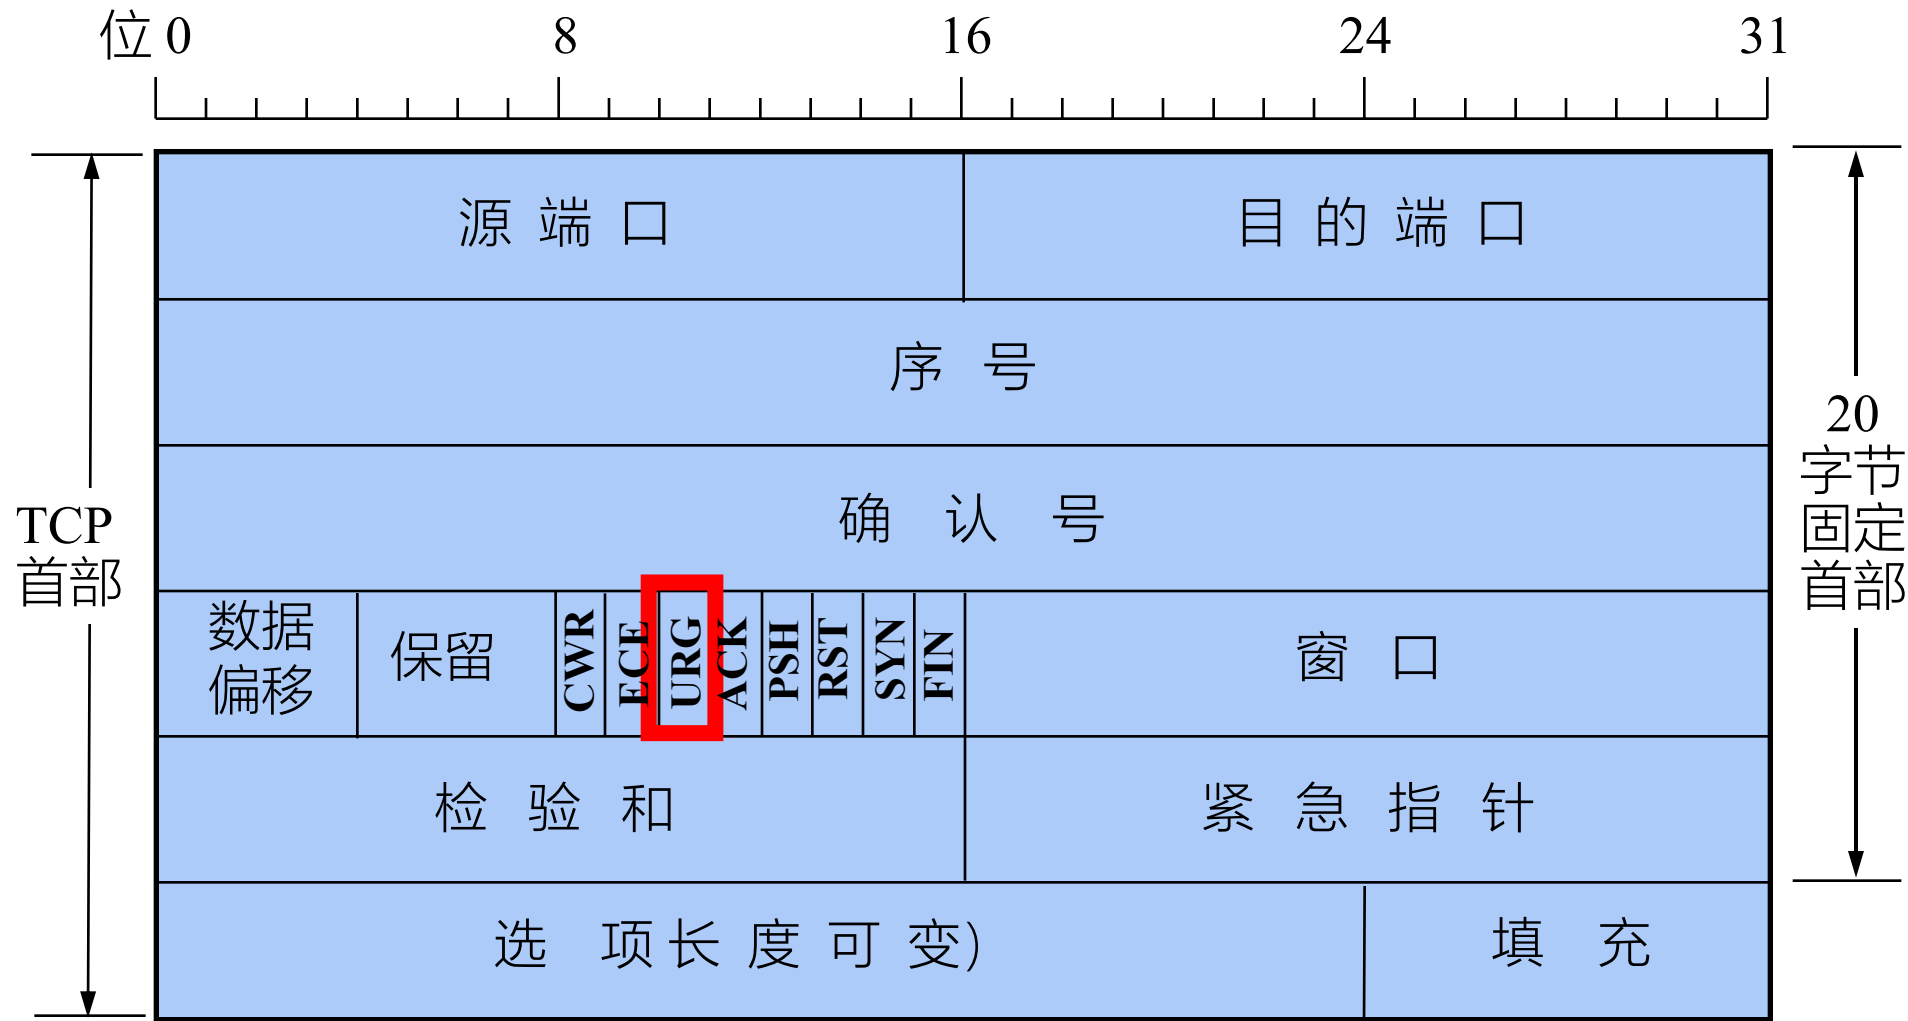 位 0 8 16 24 31
源 端 口 目 的 端 口
序 号
确 认 号
TCP
首部
20
字节
固定
首部
数据
偏移
保留
CWR
ECE
URG
ACK
PSH
RST
SYN
FIN
窗 口
检 验 和 紧 急 指 针
选 项 长 度 可 变) 填 充